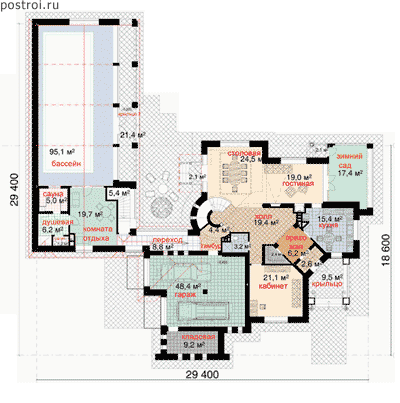 postroi.ru
21,4 м²
95,1 м²
бассейн
столовая
24,5 м²
2.1 м²
19,0 м²
гостиная
зимний
сад
17,4 м²
сауна
5.0 м²
5,4 м²
19,7 м²
комната
отдыха
душевая
6,2 м²
холл
19.4 м²
4,4 м²
тамбур
переход
8.8 м²
15,4 м²
кухня
6,2 м²
3.2 м²
2,6 м²
21,1 м²
кабинет
9,5 м²
крыльцо
48,4 м²
гараж
кладовая
9,2 м²
29 400
18 600
29 400